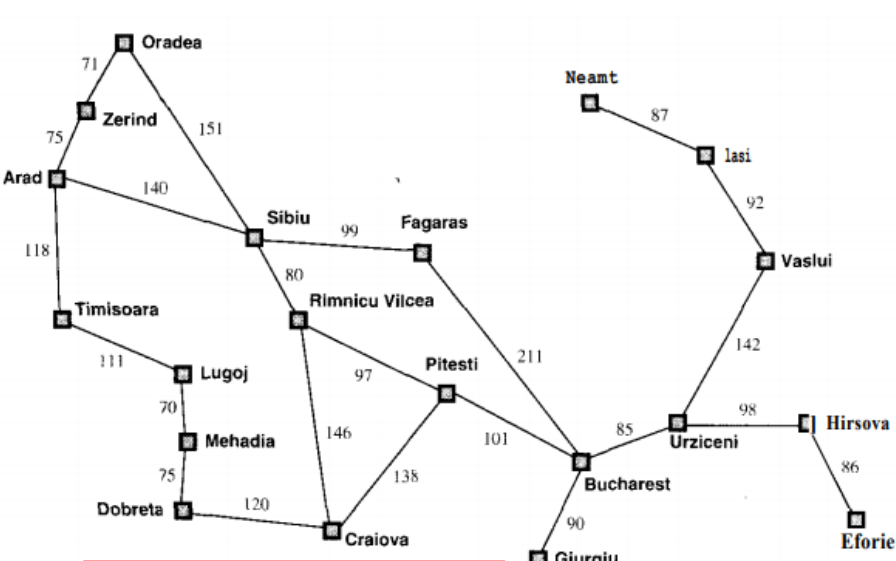 Oradea
71
Neamt
87
Zerind
151
75
Iasi
Arad
140
92
Sibiu
Fagaras
99
118
Vaslui
80
Timisoara
Rimnicu Vilcea
142
211
111
Pitesti
Lugoj
97
98
70
Hirsova
146
101
85
Urziceni
Mehadia
86
75
138
Bucharest
Dobreta
120
90
Craiova
Eforie
Giurgiu